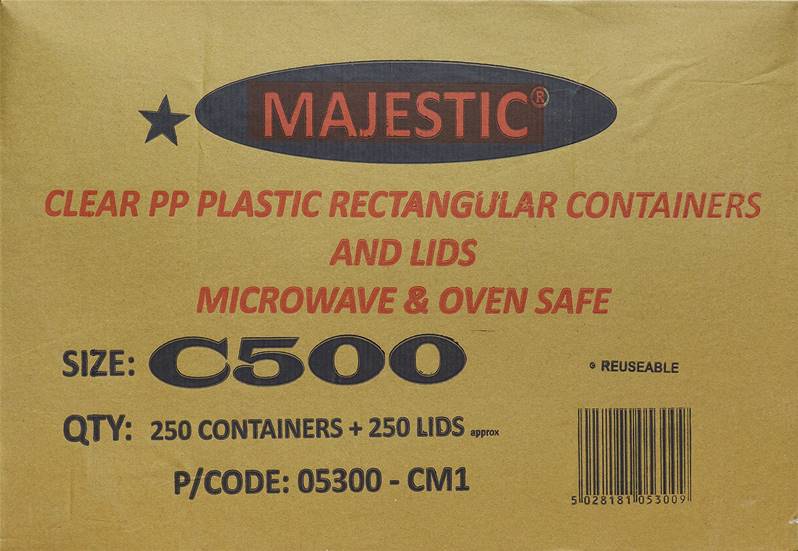 MAJESTIC®
CLEAR PP PLASTIC RECTANGULAR CONTAINERS
AND LIDS
MICROWAVE & OVEN SAFE
SIZE: C500
REUSEABLE
QTY: 250 CONTAINERS + 250 LIDS approx
P/CODE: 05300 - CM1
5 028181 053009